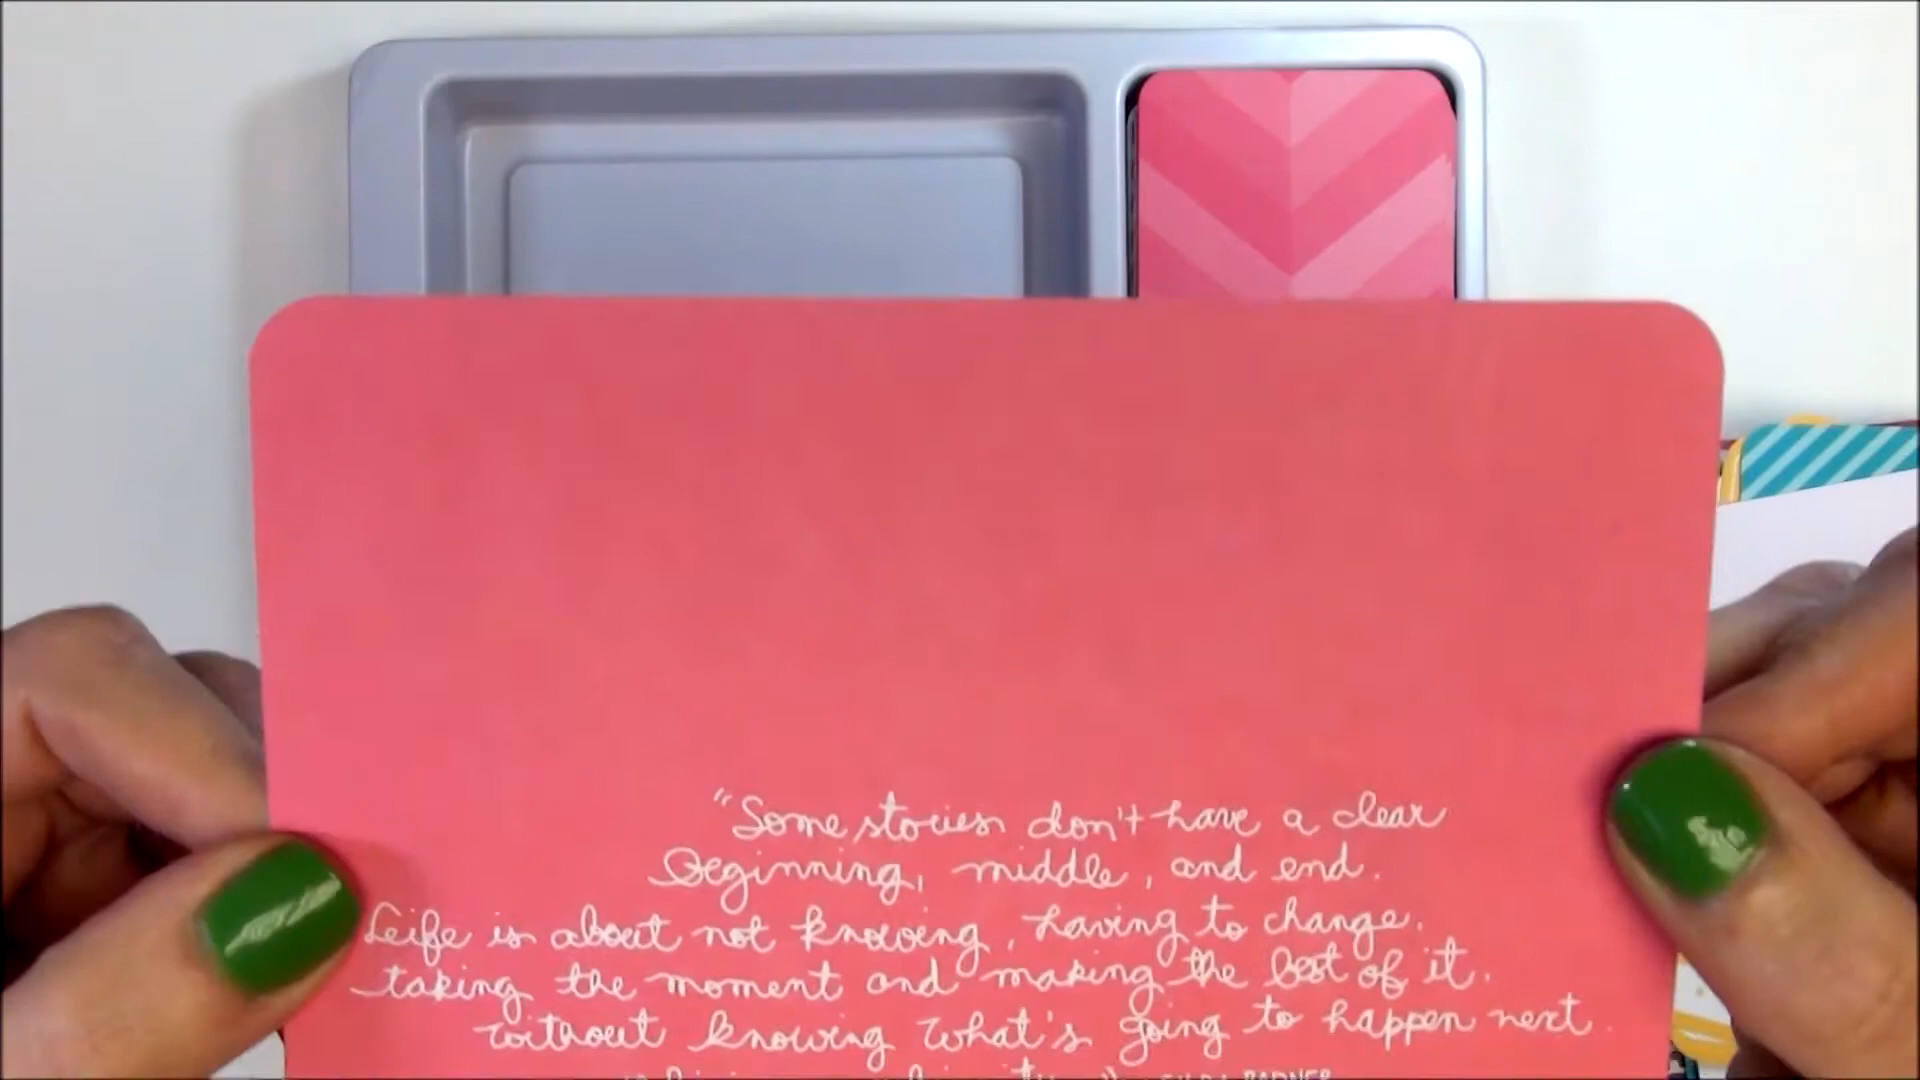 "Some stories don't have a clear
Beginning, middle, and end.
Life is about not knowing, having to change.
taking the moment and making the best of it.
without knowing what's going to happen next.